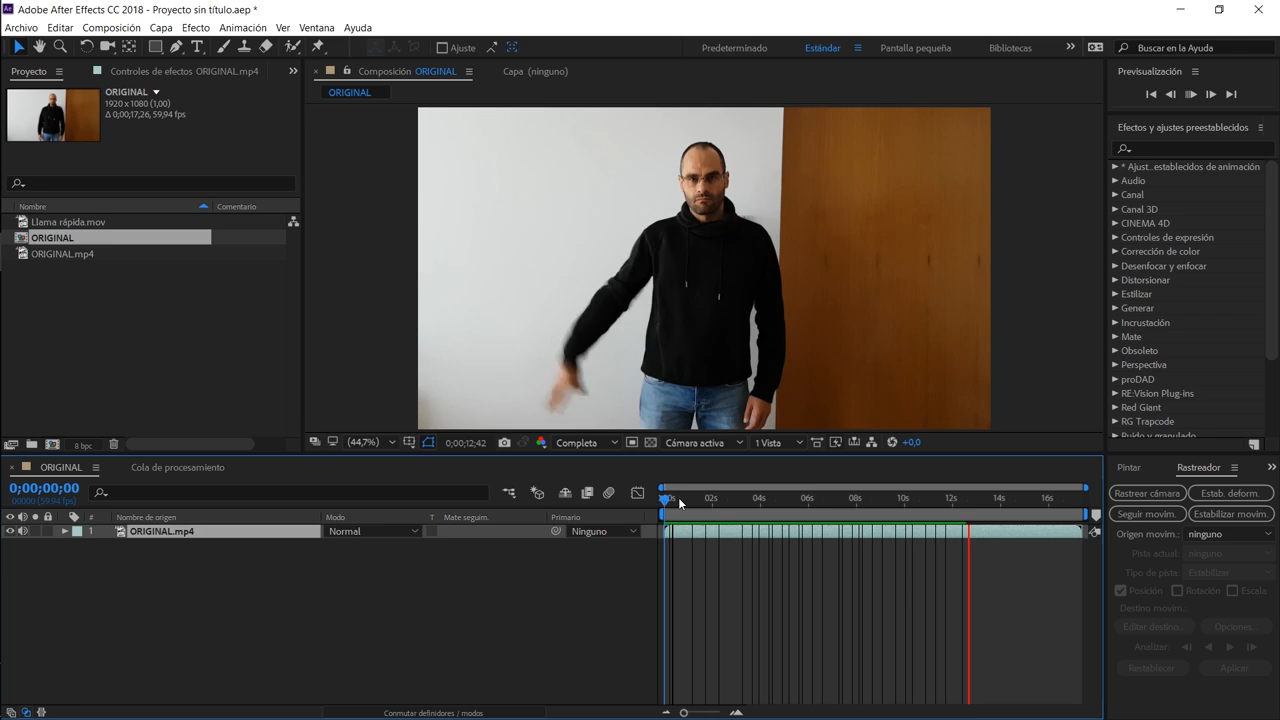 Adobe After Effects CC 2018 - Proyecto sin título.aep *
Archivo Editar Composición Capa Efecto Animación Ver Ventana Ayuda
Ajuste Predeterminado Estándar Pantalla pequeña Bibliotecas Buscar en la Ayuda
Proyecto Controles de efectos ORIGINAL.mp4
Composición ORIGINAL Capa (ninguno)
Previsualización
ORIGINAL
1920 x 1080 (1,00)
Δ 0;00;17;26, 59,94 fps
ORIGINAL
Nombre Comentario
Llama rápida.mov
ORIGINAL
ORIGINAL.mp4
8 bpc
(44,7%) 0;00;12;42 Completa Cámara activa 1 Vista +0,0
Efectos y ajustes preestablecidos
* Ajust...establecidos de animación
Audio
Canal
Canal 3D
CINEMA 4D
Controles de expresión
Corrección de color
Desenfocar y enfocar
Distorsionar
Estilizar
Generar
Incrustación
Mate
Obsoleto
Perspectiva
proDAD
RE:Vision Plug-ins
Red Giant
RG Trapcode
Ruido y granulado
ORIGINAL Cola de procesamiento
0;00;00;00
00000 (59.94 fps)
02s 04s 06s 08s 10s 12s 14s 16s
# Nombre de origen Modo T Mate seguim. Primario
1 ORIGINAL.mp4 Normal Ninguno
Conmutar definidores / modos
Pintar Rastreador
Rastrear cámara Estab. deform.
Seguir movim. Estabilizar movim.
Origen movim.: ninguno
Pista actual: ninguno
Tipo de pista: Estabilizar
Posición Rotación Escala
Destino movim.:
Editar destino... Opciones...
Analizar:
Restablecer Aplicar